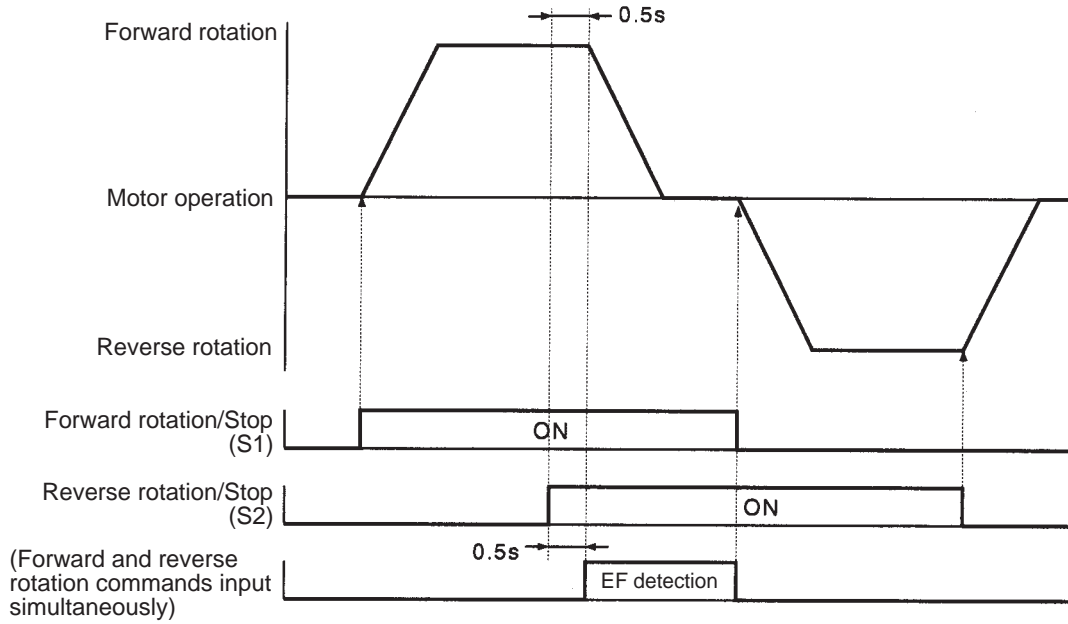 0.5s
Forward rotation
Motor operation
Reverse rotation
Forward rotation/Stop
(S1)
ON
Reverse rotation/Stop
(S2)
ON
0.5s
(Forward and reverse
rotation commands input
simultaneously)
EF detection